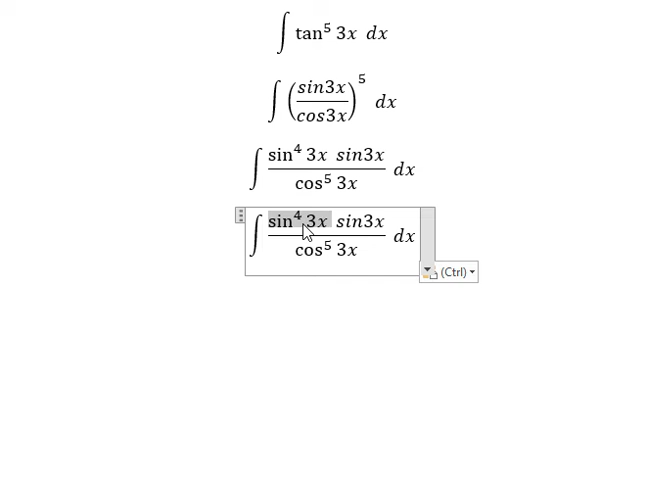 ∫ tan⁵ 3x dx
∫ (sin3x/cos3x)⁵ dx
∫ sin⁴ 3x sin3x / cos⁵ 3x dx
∫ sin⁴ 3x sin3x / cos⁵ 3x dx
(Ctrl)